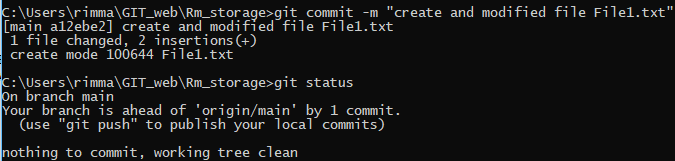 C:\Users\rimma\GIT_web\Rm_storage>git commit -m "create and modified file File1.txt"
[main a12ebe2] create and modified file File1.txt
 1 file changed, 2 insertions(+)
 create mode 100644 File1.txt
C:\Users\rimma\GIT_web\Rm_storage>git status
On branch main
Your branch is ahead of 'origin/main' by 1 commit.
  (use "git push" to publish your local commits)
nothing to commit, working tree clean